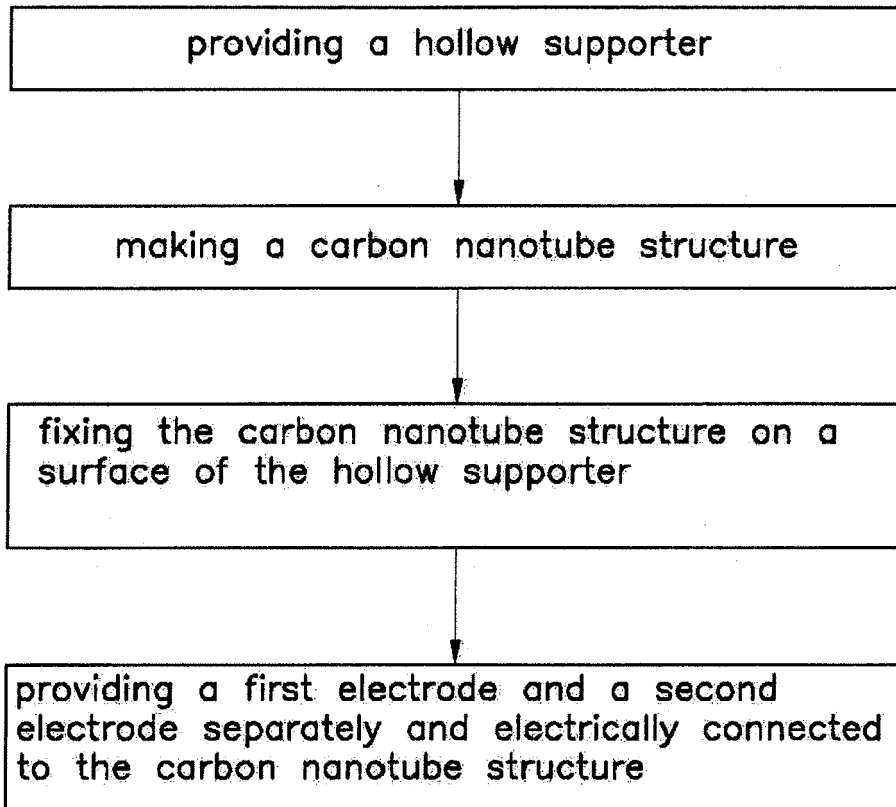 providing a hollow supporter
making a carbon nanotube structure
fixing the carbon nanotube structure on a
surface of the hollow supporter
providing a first electrode and a second
electrode separately and electrically connected
to the carbon nanotube structure